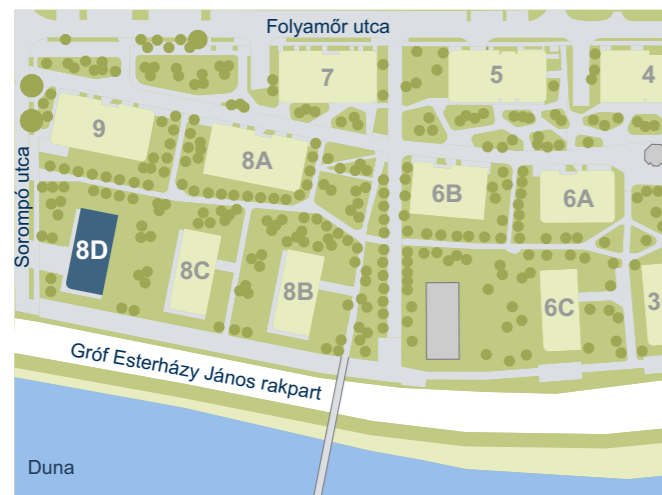 Folyamőr utca
7
5
4
9
8A
6B
6A
Sorompó utca
8D
8C
8B
6C
3
Gróf Esterházy János rakpart
Duna